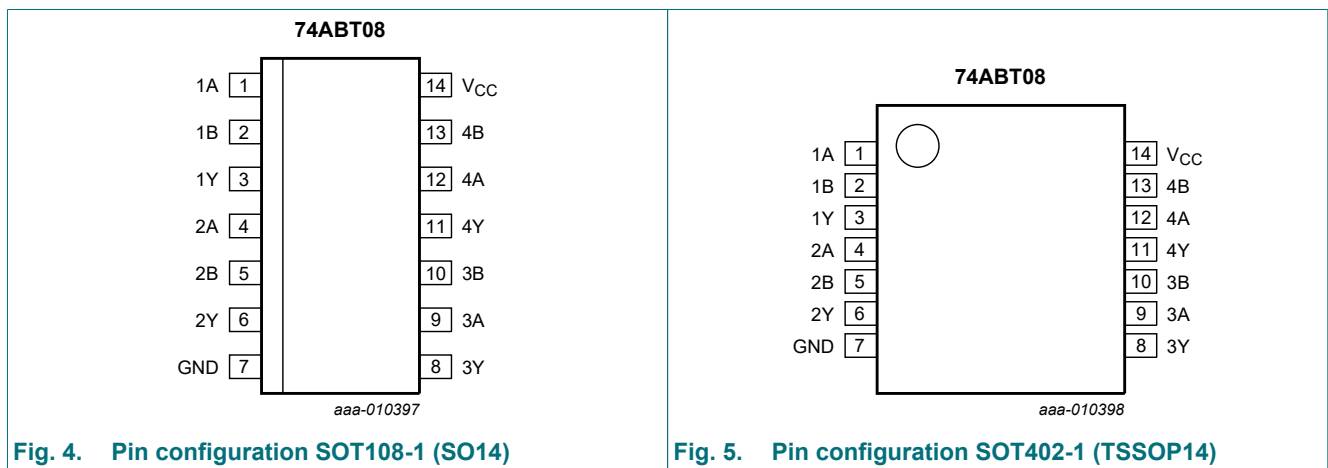 74ABT08
1A 1 14 VCC
1B 2 13 4B
1Y 3 12 4A
2A 4 11 4Y
2B 5 10 3B
2Y 6 9 3A
GND 7 8 3Y
aaa-010397
Fig. 4. Pin configuration SOT108-1 (SO14)
74ABT08
1A 1 14 VCC
1B 2 13 4B
1Y 3 12 4A
2A 4 11 4Y
2B 5 10 3B
2Y 6 9 3A
GND 7 8 3Y
aaa-010398
Fig. 5. Pin configuration SOT402-1 (TSSOP14)